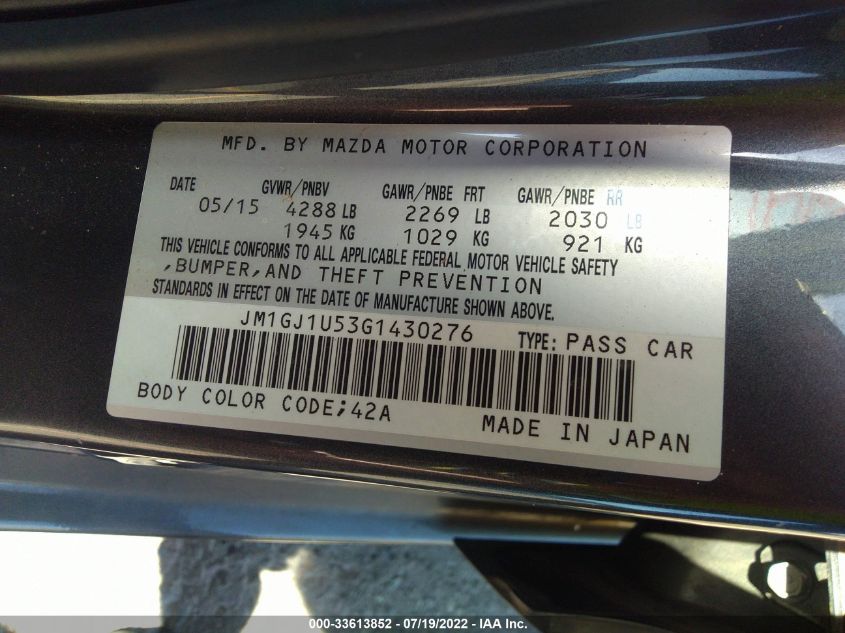 MFD. BY MAZDA MOTOR CORPORATION
DATE GVWR/PNBV GAWR/PNBE FRT GAWR/PNBE RR
05/15 4288 LB 2269 LB 2030 LB
1945 KG 1029 KG 921 KG
THIS VEHICLE CONFORMS TO ALL APPLICABLE FEDERAL MOTOR VEHICLE SAFETY
,BUMPER,AND THEFT PREVENTION
STANDARDS IN EFFECT ON THE DATE OF MANUFACTURE SHOWN ABOVE.
JM1GJ1U53G1430276 TYPE: PASS CAR
BODY COLOR CODE;42A MADE IN JAPAN
000-33613852 - 07/19/2022 - IAA Inc.